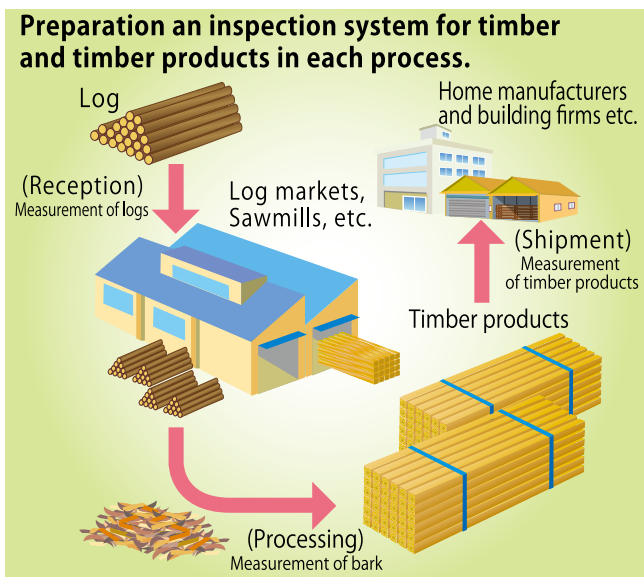 Preparation an inspection system for timber
and timber products in each process.
Log
(Reception)
Measurement of logs
Log markets,
Sawmills, etc.
Home manufacturers
and building firms etc.
(Shipment)
Measurement
of timber products
Timber products
(Processing)
Measurement of bark